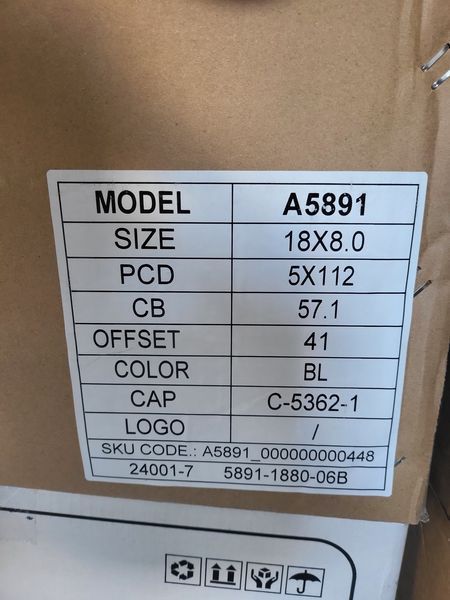 MODEL A5891
SIZE 18X8.0
PCD 5X112
CB 57.1
OFFSET 41
COLOR BL
CAP C-5362-1
LOGO /
SKU CODE.: A5891_000000000448
24001-7 5891-1880-06B